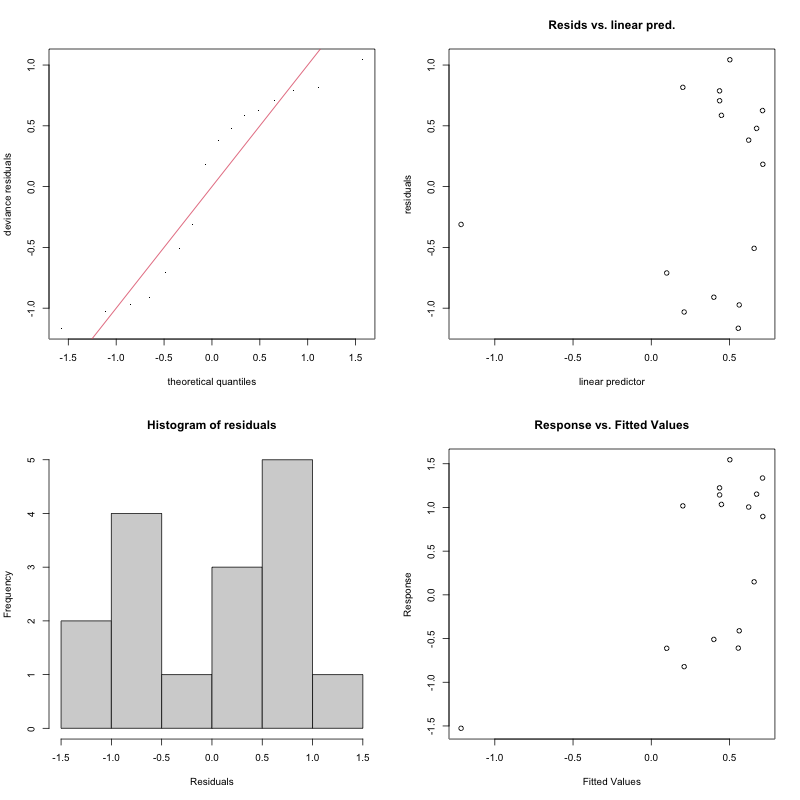 deviance residuals
1.0
0.5
0.0
-0.5
-1.0
-1.5 -1.0 -0.5 0.0 0.5 1.0 1.5
theoretical quantiles
Resids vs. linear pred.
residuals
1.0
0.5
0.0
-0.5
-1.0
-1.0 -0.5 0.0 0.5
linear predictor
Histogram of residuals
Frequency
5
4
3
2
1
0
-1.5 -1.0 -0.5 0.0 0.5 1.0 1.5
Residuals
Response vs. Fitted Values
Response
1.5
1.0
0.5
0.0
-0.5
-1.0
-1.5
-1.0 -0.5 0.0 0.5
Fitted Values